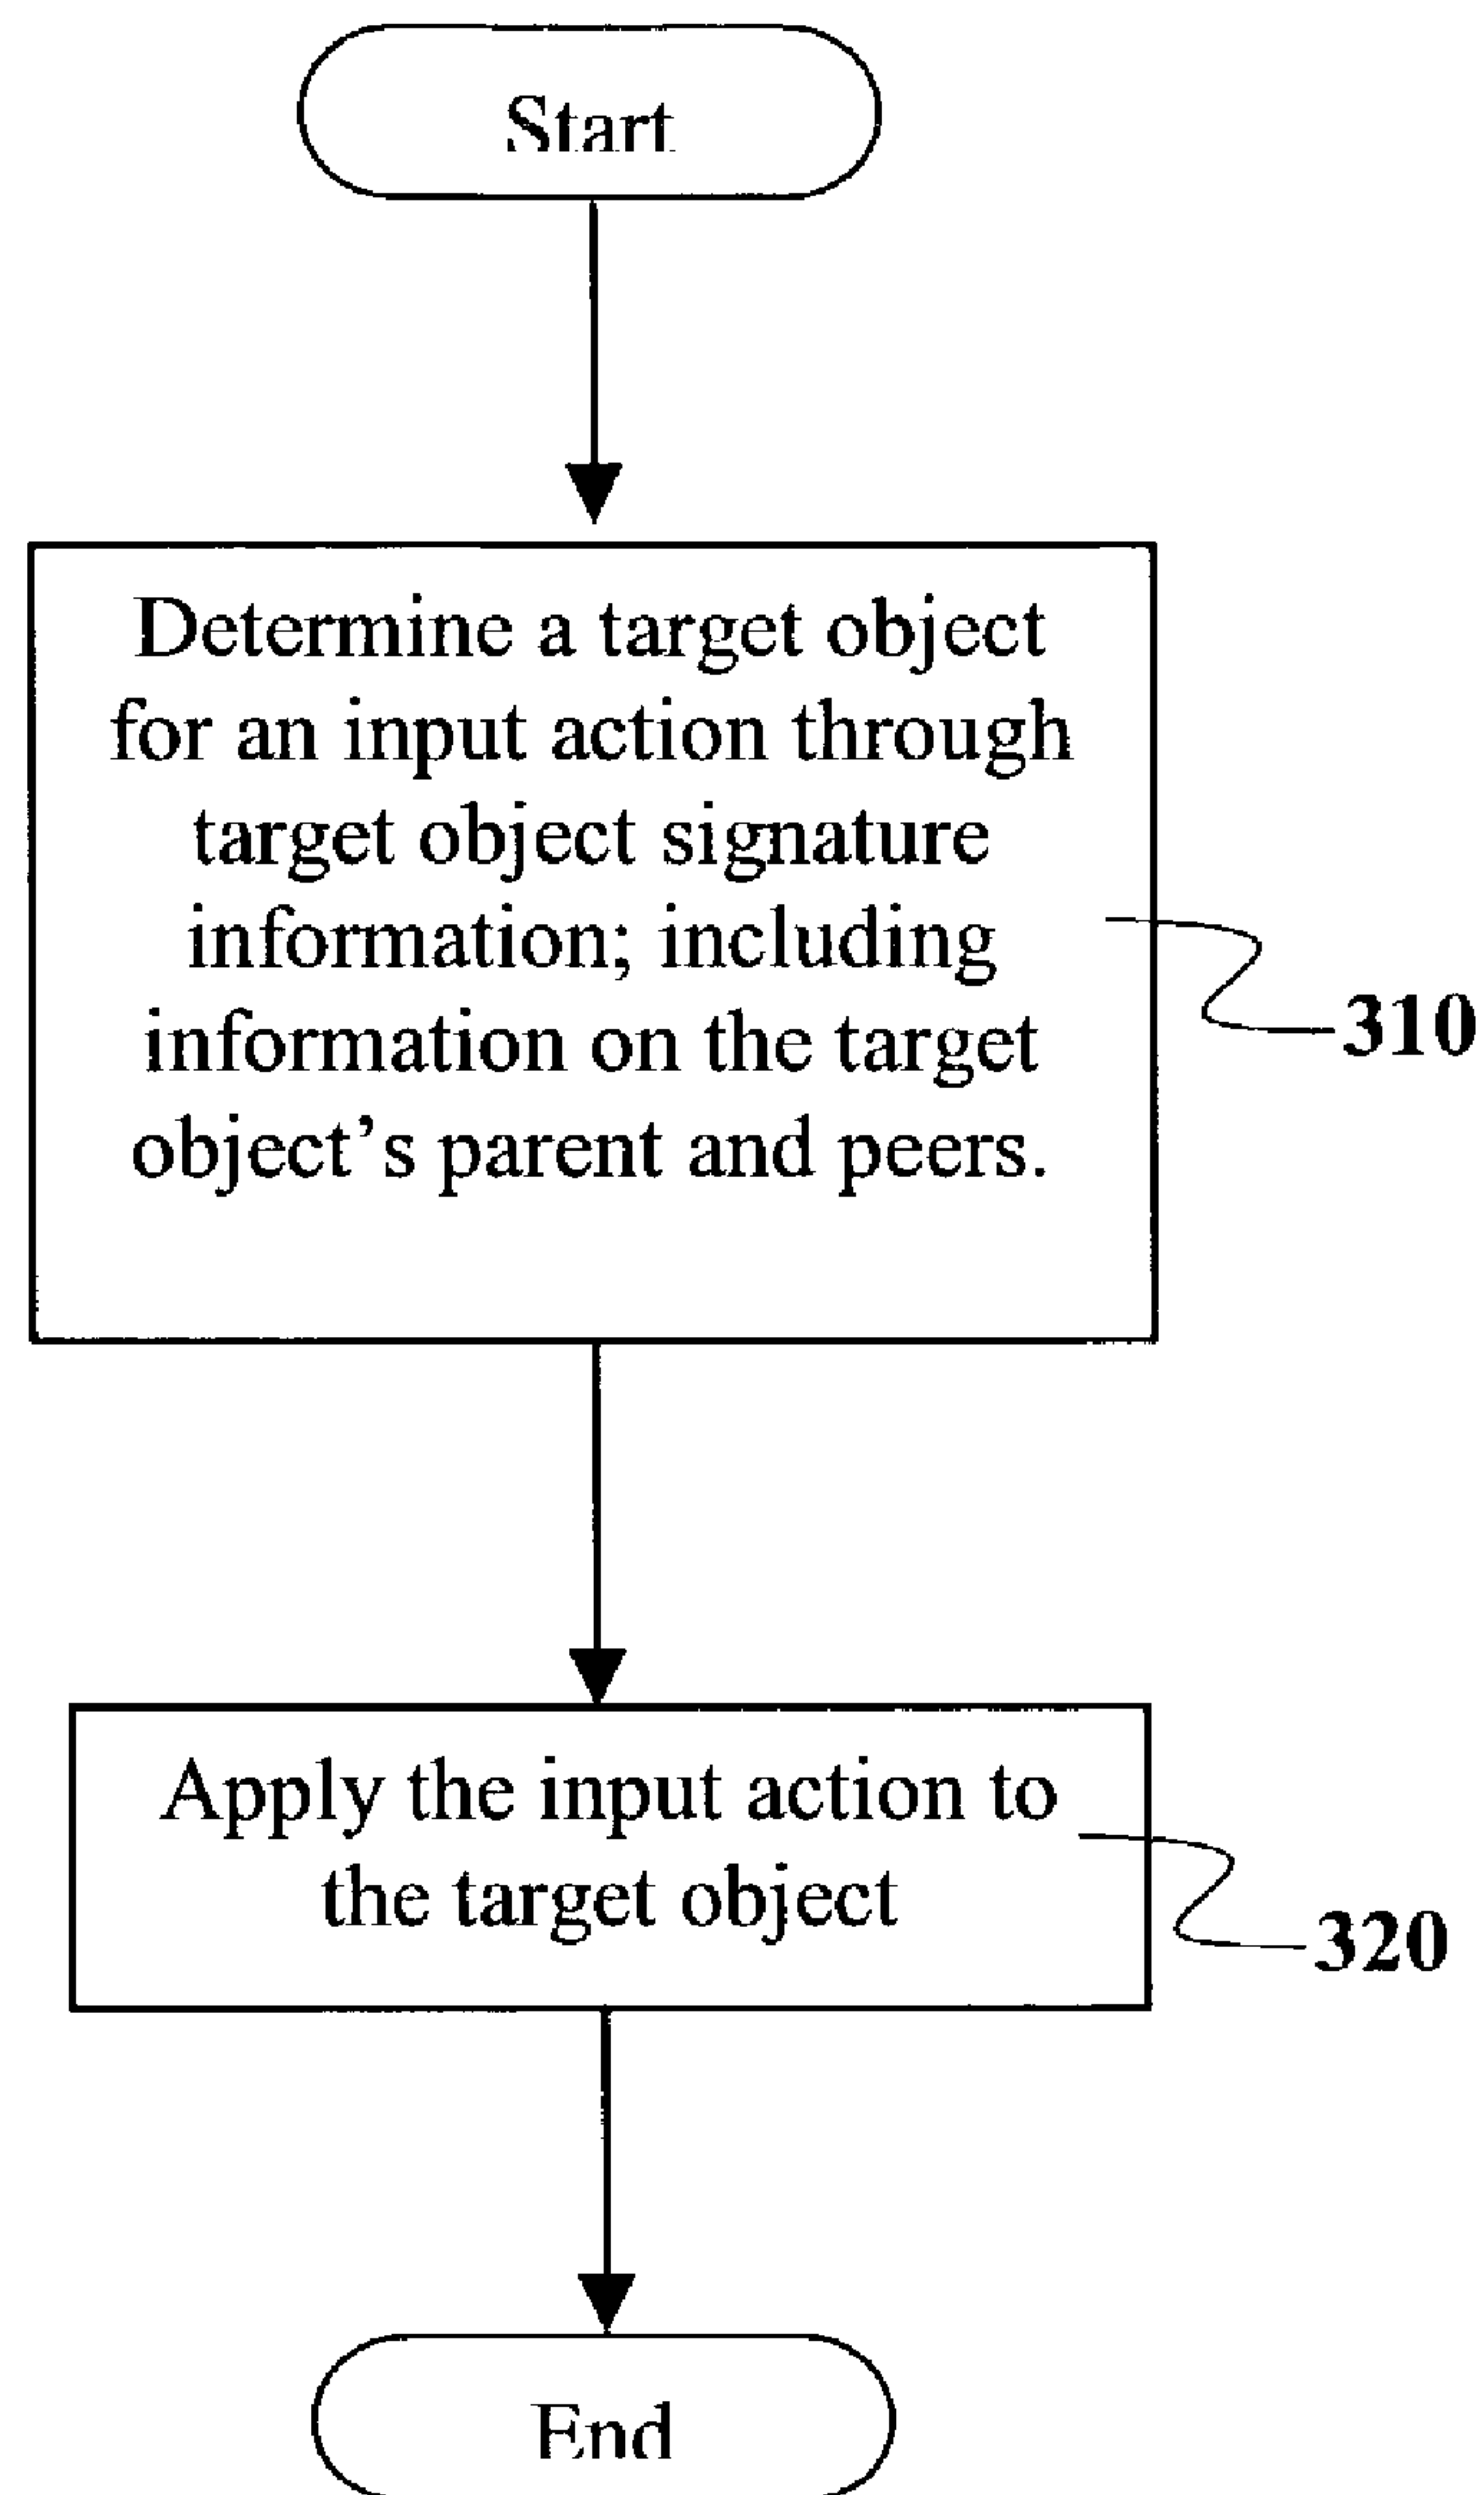 Start
Determine a target object
for an input action through
target object signature
information; including
information on the target
object’s parent and peers.
310
Apply the input action to
the target object
320
End